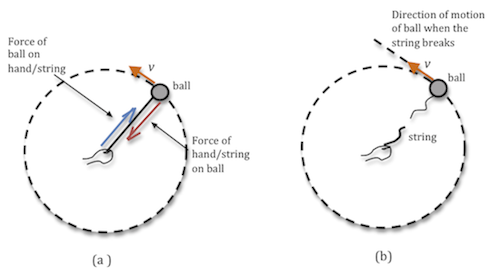 Force of
ball on
hand/string
v
ball
Force of
hand/string
on ball
(a )
Direction of motion
of ball when the
string breaks
v
ball
string
(b)